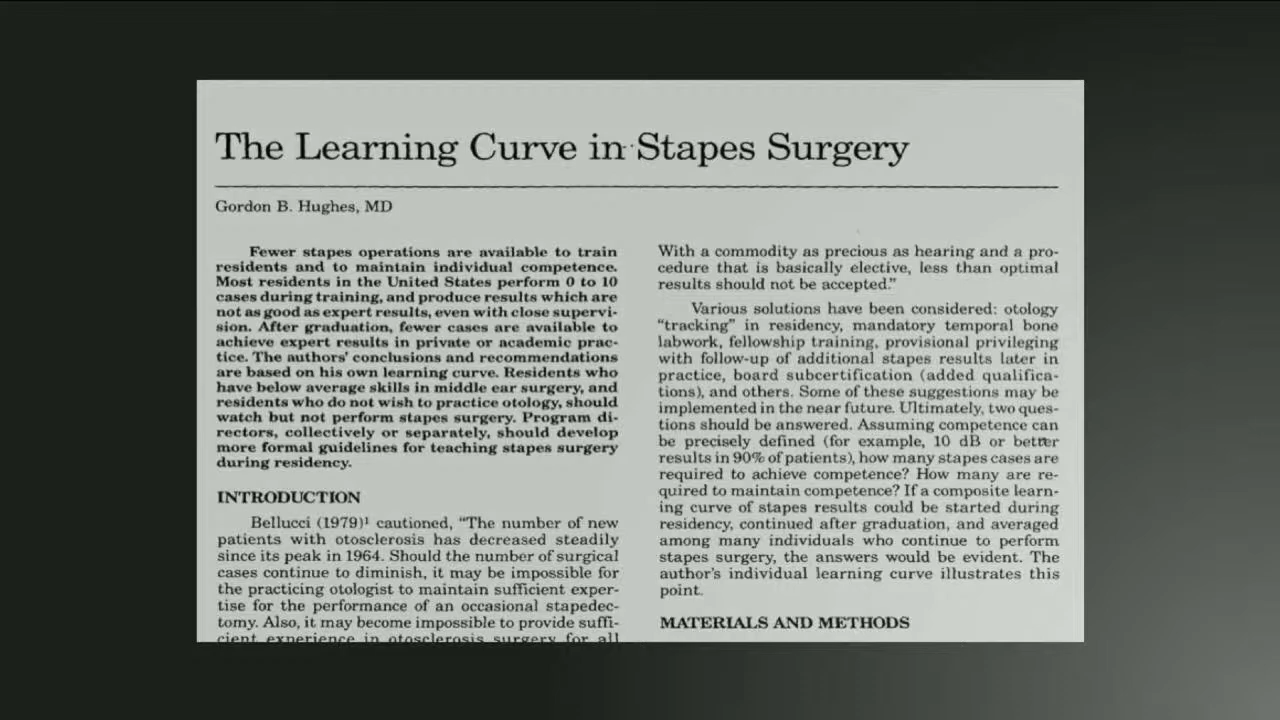 The Learning Curve in Stapes Surgery
Gordon B. Hughes, MD
Fewer stapes operations are available to train
residents and to maintain individual competence.
Most residents in the United States perform 0 to 10
cases during training, and produce results which are
not as good as expert results, even with close supervi-
sion. After graduation, fewer cases are available to
achieve expert results in private or academic prac-
tice. The authors' conclusions and recommendations
are based on his own learning curve. Residents who
have below average skills in middle ear surgery, and
residents who do not wish to practice otology, should
watch but not perform stapes surgery. Program di-
rectors, collectively or separately, should develop
more formal guidelines for teaching stapes surgery
during residency.
INTRODUCTION
Bellucci (1979)¹ cautioned, “The number of new
patients with otosclerosis has decreased steadily
since its peak in 1964. Should the number of surgical
cases continue to diminish, it may be impossible for
the practicing otologist to maintain sufficient exper-
tise for the performance of an occasional stapedec-
tomy. Also, it may become impossible to provide suffi-
cient experience in otosclerosis surgery for all
With a commodity as precious as hearing and a pro-
cedure that is basically elective, less than optimal
results should not be accepted.”
Various solutions have been considered: otology
“tracking” in residency, mandatory temporal bone
labwork, fellowship training, provisional privileging
with follow-up of additional stapes results later in
practice, board subcertification (added qualifica-
tions), and others. Some of these suggestions may be
implemented in the near future. Ultimately, two ques-
tions should be answered. Assuming competence can
be precisely defined (for example, 10 dB or better
results in 90% of patients), how many stapes cases are
required to achieve competence? How many are re-
quired to maintain competence? If a composite learn-
ing curve of stapes results could be started during
residency, continued after graduation, and averaged
among many individuals who continue to perform
stapes surgery, the answers would be evident. The
author's individual learning curve illustrates this
point.
MATERIALS AND METHODS